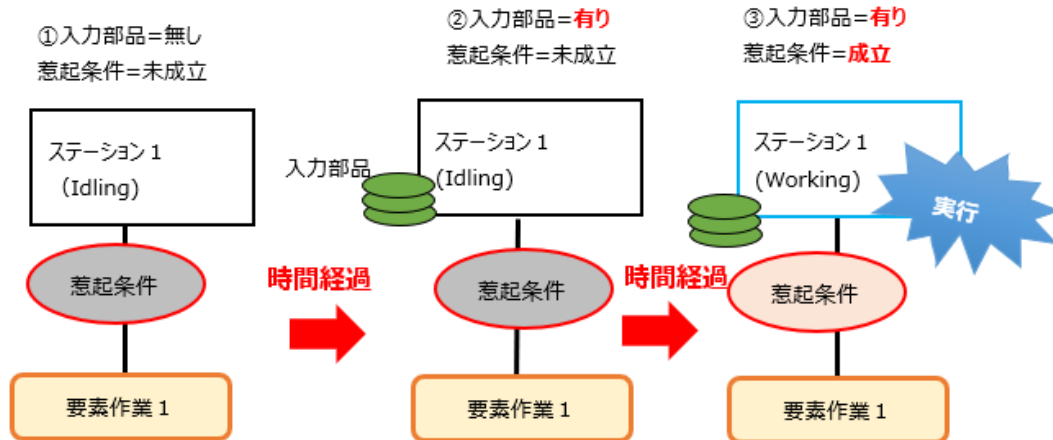 ①入力部品=無し
惹起条件=未成立
ステーション１
（Idling)
惹起条件
要素作業１
時間経過
②入力部品=有り
惹起条件=未成立
入力部品
ステーション１
(Idling)
惹起条件
要素作業１
時間経過
③入力部品=有り
惹起条件=成立
ステーション１
(Working)
実行
惹起条件
要素作業１